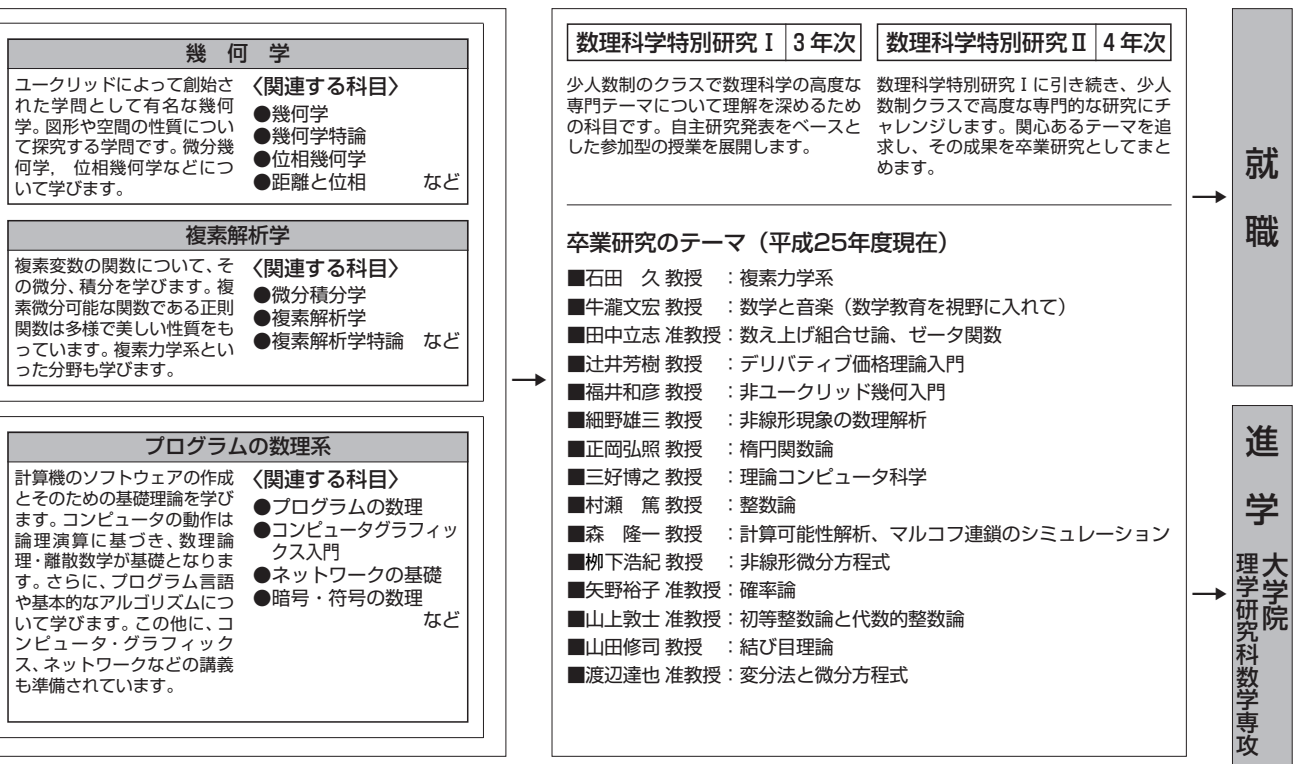 幾 何 学
ユークリッドによって創始さ
れた学問として有名な幾何
学。図形や空間の性質につい
て探究する学問です。微分幾
何学， 位相幾何学などにつ
いて学びます。
〈関連する科目〉
●幾何学
●幾何学特論
●位相幾何学
●距離と位相 など
複素解析学
複素変数の関数について、そ
の微分、積分を学びます。複
素微分可能な関数である正則
関数は多様で美しい性質をも
っています。複素力学系とい
った分野も学びます。
〈関連する科目〉
●微分積分学
●複素解析学
●複素解析学特論 など
プログラムの数理系
計算機のソフトウェアの作成
とそのための基礎理論を学び
ます。コンピュータの動作は
論理演算に基づき、数理論
理・離散数学が基礎となりま
す。さらに、プログラム言語
や基本的なアルゴリズムにつ
いて学びます。この他に、コ
ンピュータ・グラフィック
ス、ネットワークなどの講義
も準備されています。
〈関連する科目〉
●プログラムの数理
●コンピュータグラフィッ
クス入門
●ネットワークの基礎
●暗号・符号の数理
など
→
数理科学特別研究Ⅰ 3年次
少人数制のクラスで数理科学の高度な
専門テーマについて理解を深めるため
の科目です。自主研究発表をベースと
した参加型の授業を展開します。
数理科学特別研究Ⅱ 4年次
数理科学特別研究Ⅰに引き続き、少人
数制クラスで高度な専門的な研究にチ
ャレンジします。関心あるテーマを追
求し、その成果を卒業研究としてまと
めます。
卒業研究のテーマ（平成25年度現在）
■石田 久 教授 ：複素力学系
■牛瀧文宏 教授 ：数学と音楽（数学教育を視野に入れて）
■田中立志 准教授：数え上げ組合せ論、ゼータ関数
■辻井芳樹 教授 ：デリバティブ価格理論入門
■福井和彦 教授 ：非ユークリッド幾何入門
■細野雄三 教授 ：非線形現象の数理解析
■正岡弘照 教授 ：楕円関数論
■三好博之 教授 ：理論コンピュータ科学
■村瀬 篤 教授 ：整数論
■森 隆一 教授 ：計算可能性解析、マルコフ連鎖のシミュレーション
■栁下浩紀 教授 ：非線形微分方程式
■矢野裕子 准教授：確率論
■山上敦士 准教授：初等整数論と代数的整数論
■山田修司 教授 ：結び目理論
■渡辺達也 准教授：変分法と微分方程式
→
就職
→
進学
大学院
理学研究科数学専攻